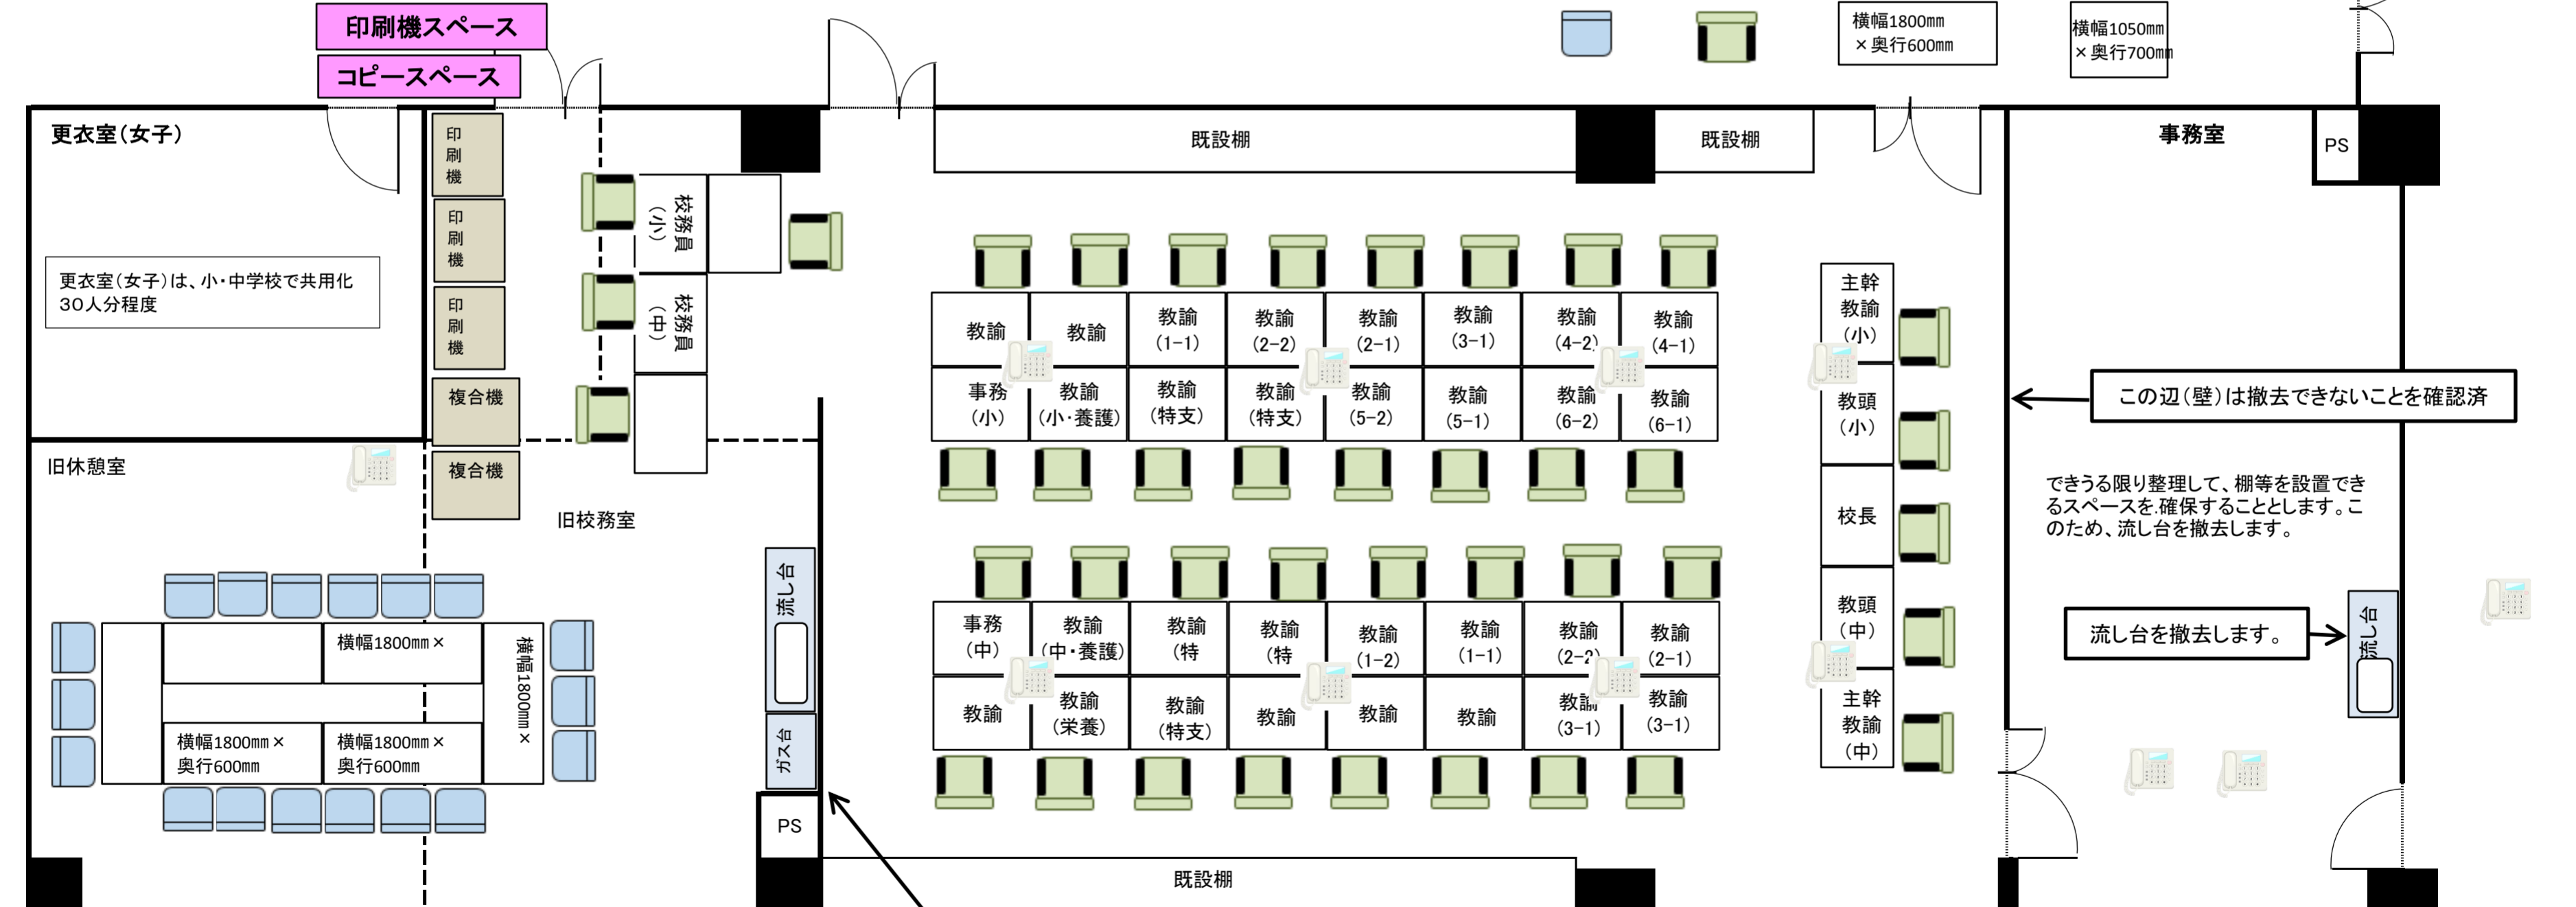 印刷機スペース
コピースペース
横幅1800㎜
×奥行600㎜
横幅1050㎜
×奥行700㎜
更衣室(女子)
更衣室(女子)は、小・中学校で共用化
30人分程度
印刷機
印刷機
印刷機
複合機
複合機
校務員
(小)
校務員
(中)
既設棚
既設棚
事務室
PS
旧休憩室
旧校務室
教諭
教諭
教諭
(1-1)
教諭
(2-2)
教諭
(2-1)
教諭
(3-1)
教諭
(4-2)
教諭
(4-1)
事務
(小)
教諭
(小・養護)
教諭
(特支)
教諭
(特支)
教諭
(5-2)
教諭
(5-1)
教諭
(6-2)
教諭
(6-1)
主幹
教諭
(小)
教頭
(小)
校長
教頭
(中)
主幹
教諭
(中)
この辺(壁)は撤去できないことを確認済
できうる限り整理して、棚等を設置でき
るスペースを.確保することとします。こ
のため、流し台を撤去します。
流し台を撤去します。
流し台
横幅1800㎜×
横幅1800㎜×
横幅1800㎜×
奥行600㎜
横幅1800㎜×
奥行600㎜
流し台
ガス台
PS
事務
(中)
教諭
(中・養護)
教諭
(特
教諭
(特
教諭
(1-2)
教諭
(1-1)
教諭
(2-2)
教諭
(2-1)
教諭
教諭
(栄養)
教諭
(特支)
教諭
教諭
教諭
教諭
(3-1)
教諭
(3-1)
既設棚